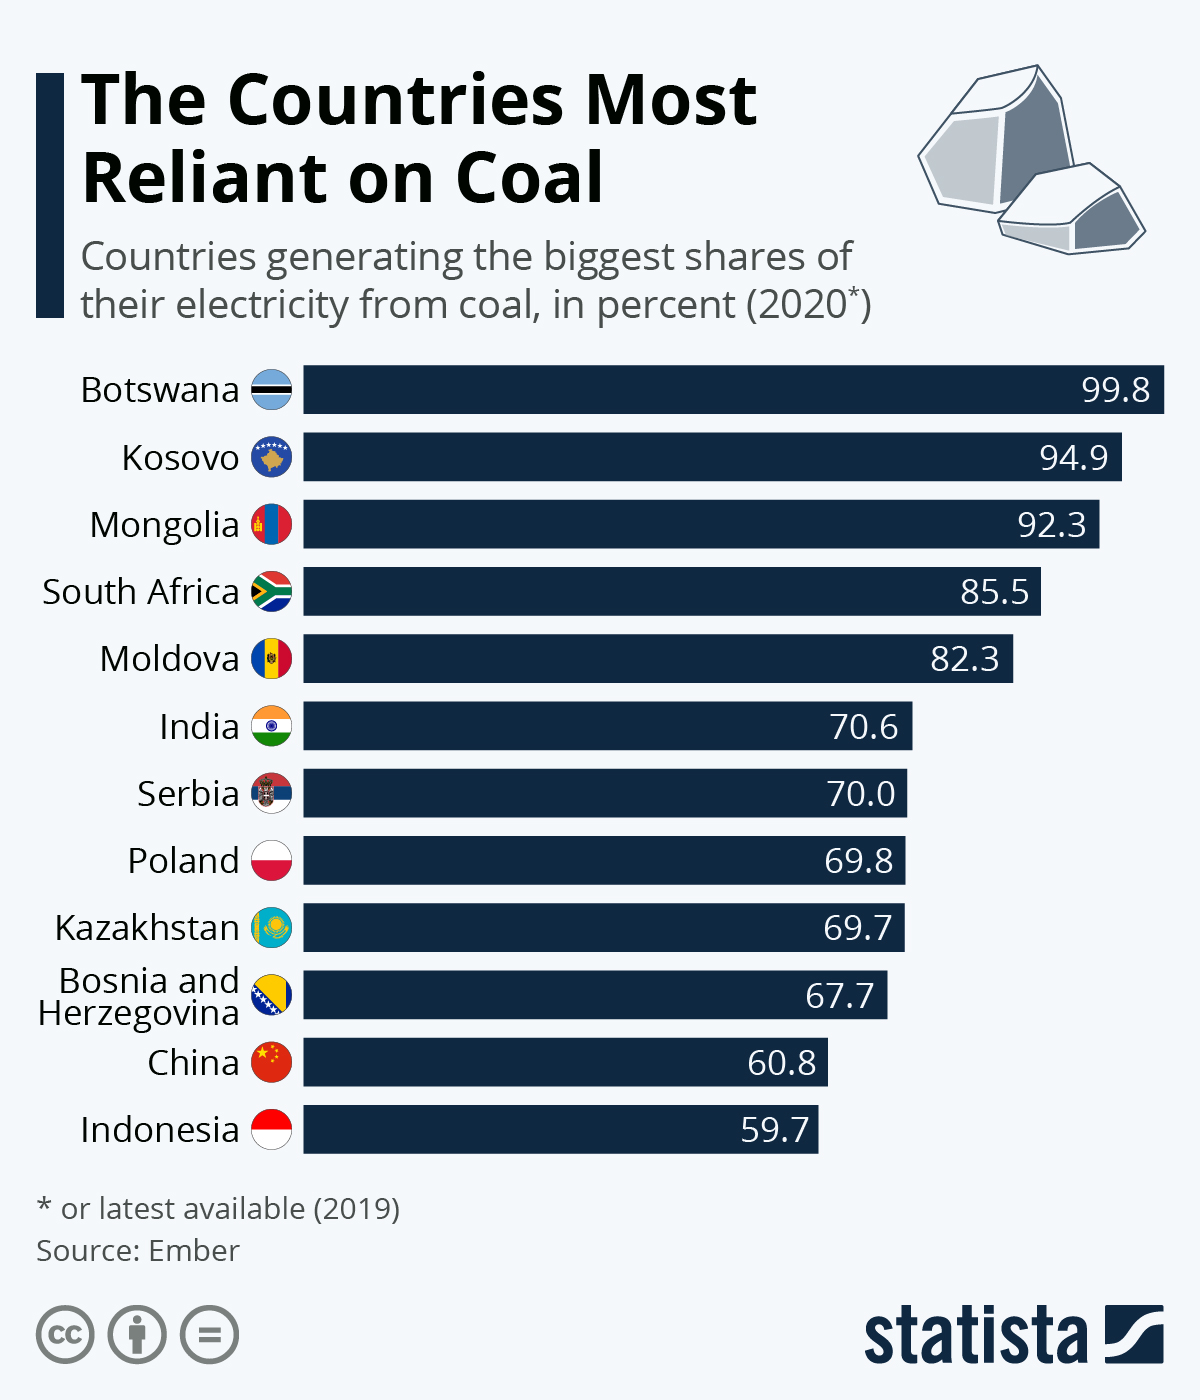 The Countries Most
Reliant on Coal
Countries generating the biggest shares of
their electricity from coal, in percent (2020*)
Botswana 99.8
Kosovo 94.9
Mongolia 92.3
South Africa 85.5
Moldova 82.3
India 70.6
Serbia 70.0
Poland 69.8
Kazakhstan 69.7
Bosnia and
Herzegovina 67.7
China 60.8
Indonesia 59.7
* or latest available (2019)
Source: Ember
cc
statista